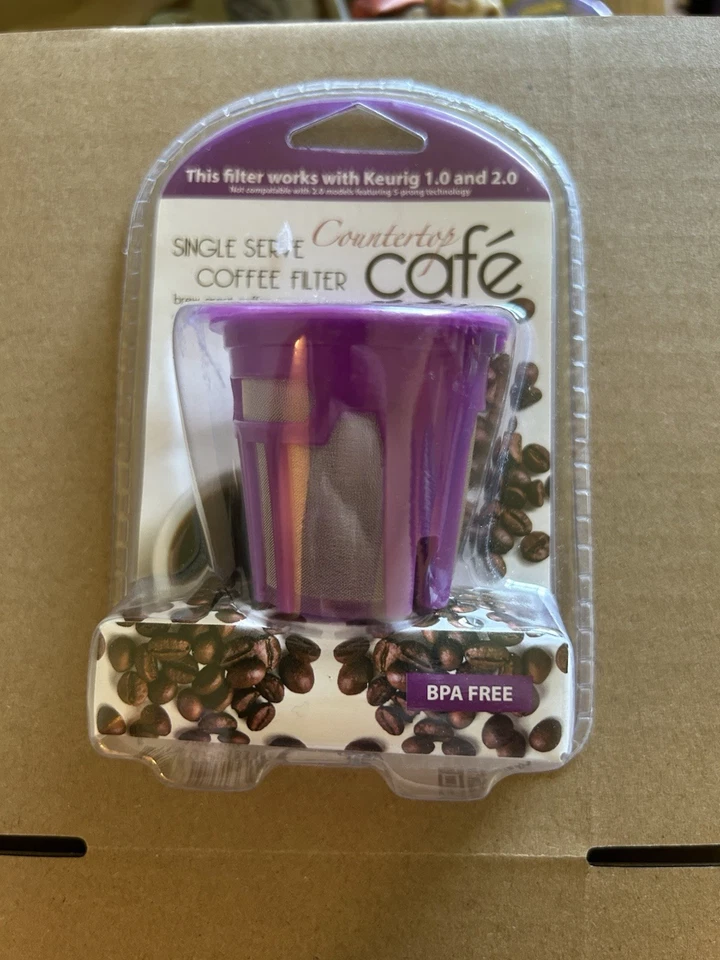 This filter works with Keurig 1.0 and 2.0
Not compatible with 2.0 models featuring 5 prong technology
SINGLE SERVE
COFFEE FILTER
Countertop
café
BPA FREE